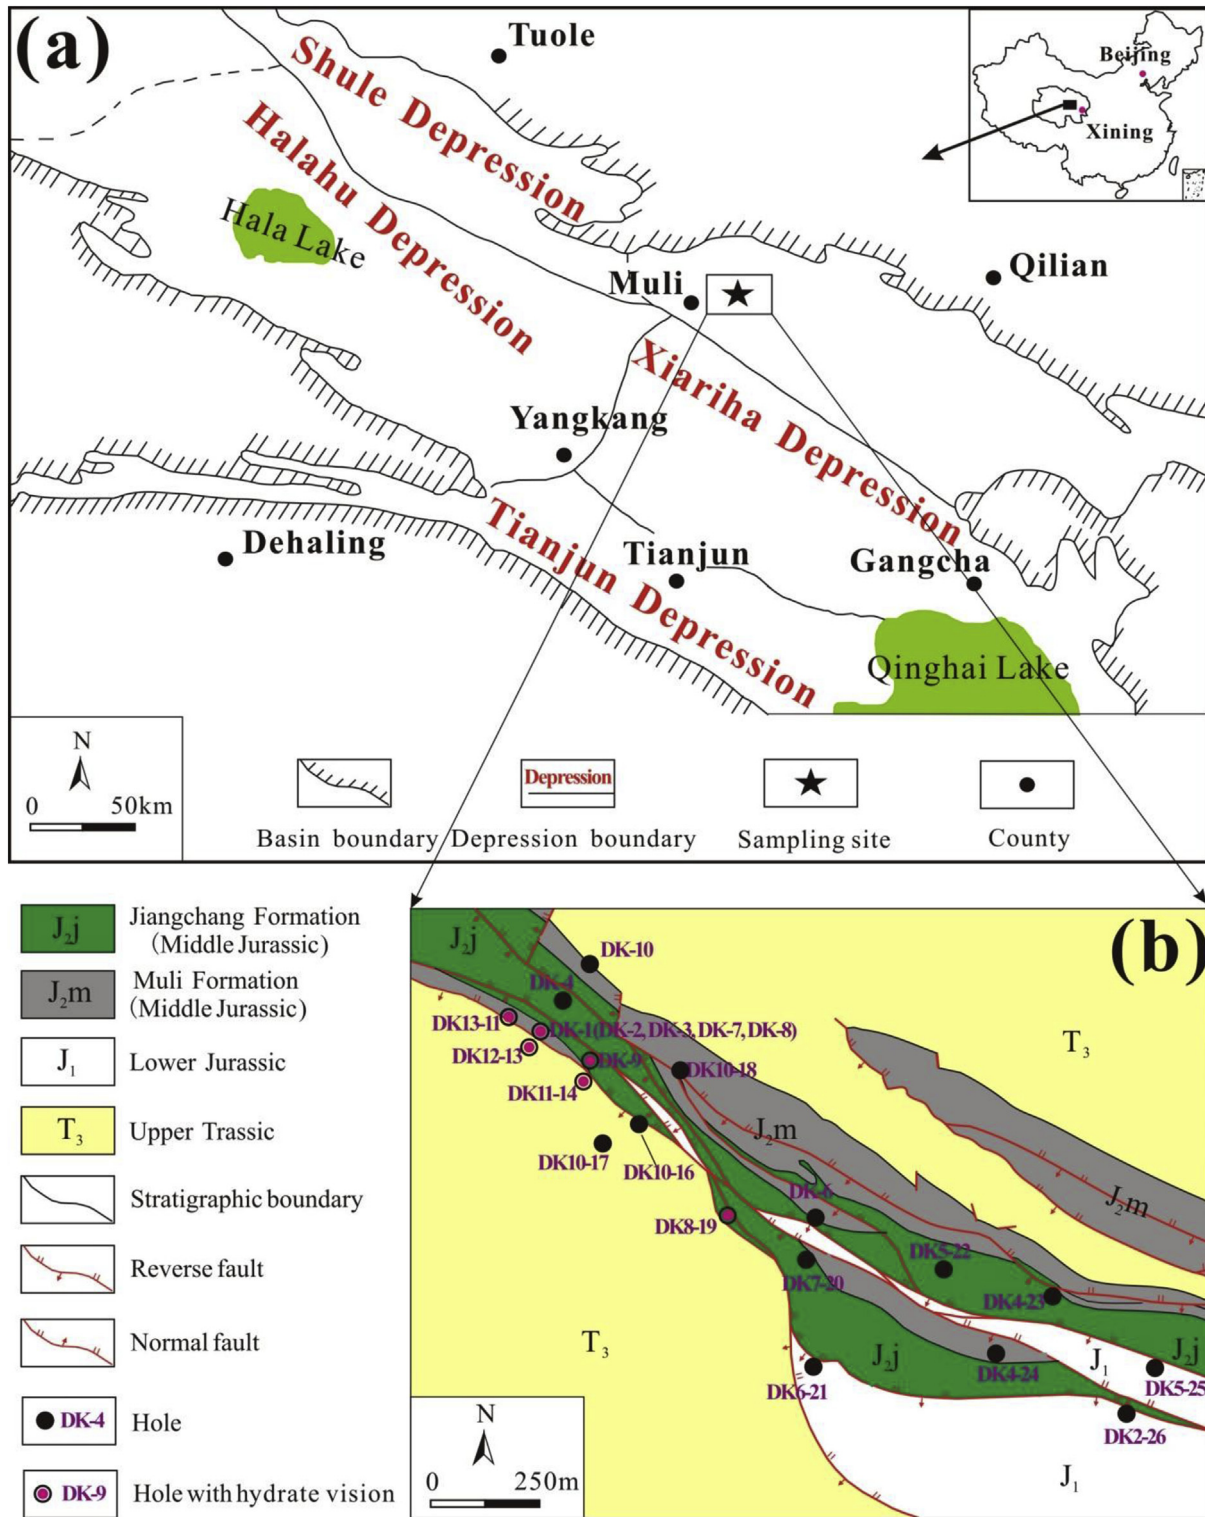 (a)
Tuole
Shule Depression
Halahu Depression
Hala Lake
Beijing
Xining
Muli
Qilian
Xiariha Depression
Yangkang
Dehaling
Tianjun Depression
Tianjun
Gangcha
Qinghai Lake
N
0 50km
Depression
Basin boundary
Depression boundary
Sampling site
County
J2j
Jiangchang Formation
(Middle Jurassic)
J2m
Muli Formation
(Middle Jurassic)
J1
Lower Jurassic
T3
Upper Trassic
Stratigraphic boundary
Reverse fault
Normal fault
DK-4
Hole
DK-9
Hole with hydrate vision
(b)
J2j
DK-10
DK-4
DK13-11
DK-1(DK-2, DK-3, DK-7, DK-8)
DK12-13
DK-9
DK10-18
T3
DK11-14
J2m
DK10-17
DK10-16
DK-6
J2m
DK8-19
DK5-22
DK7-20
DK4-23
T3
J2j
DK4-24
J1
J2j
DK6-21
DK5-25
DK2-26
J1
N
0 250m